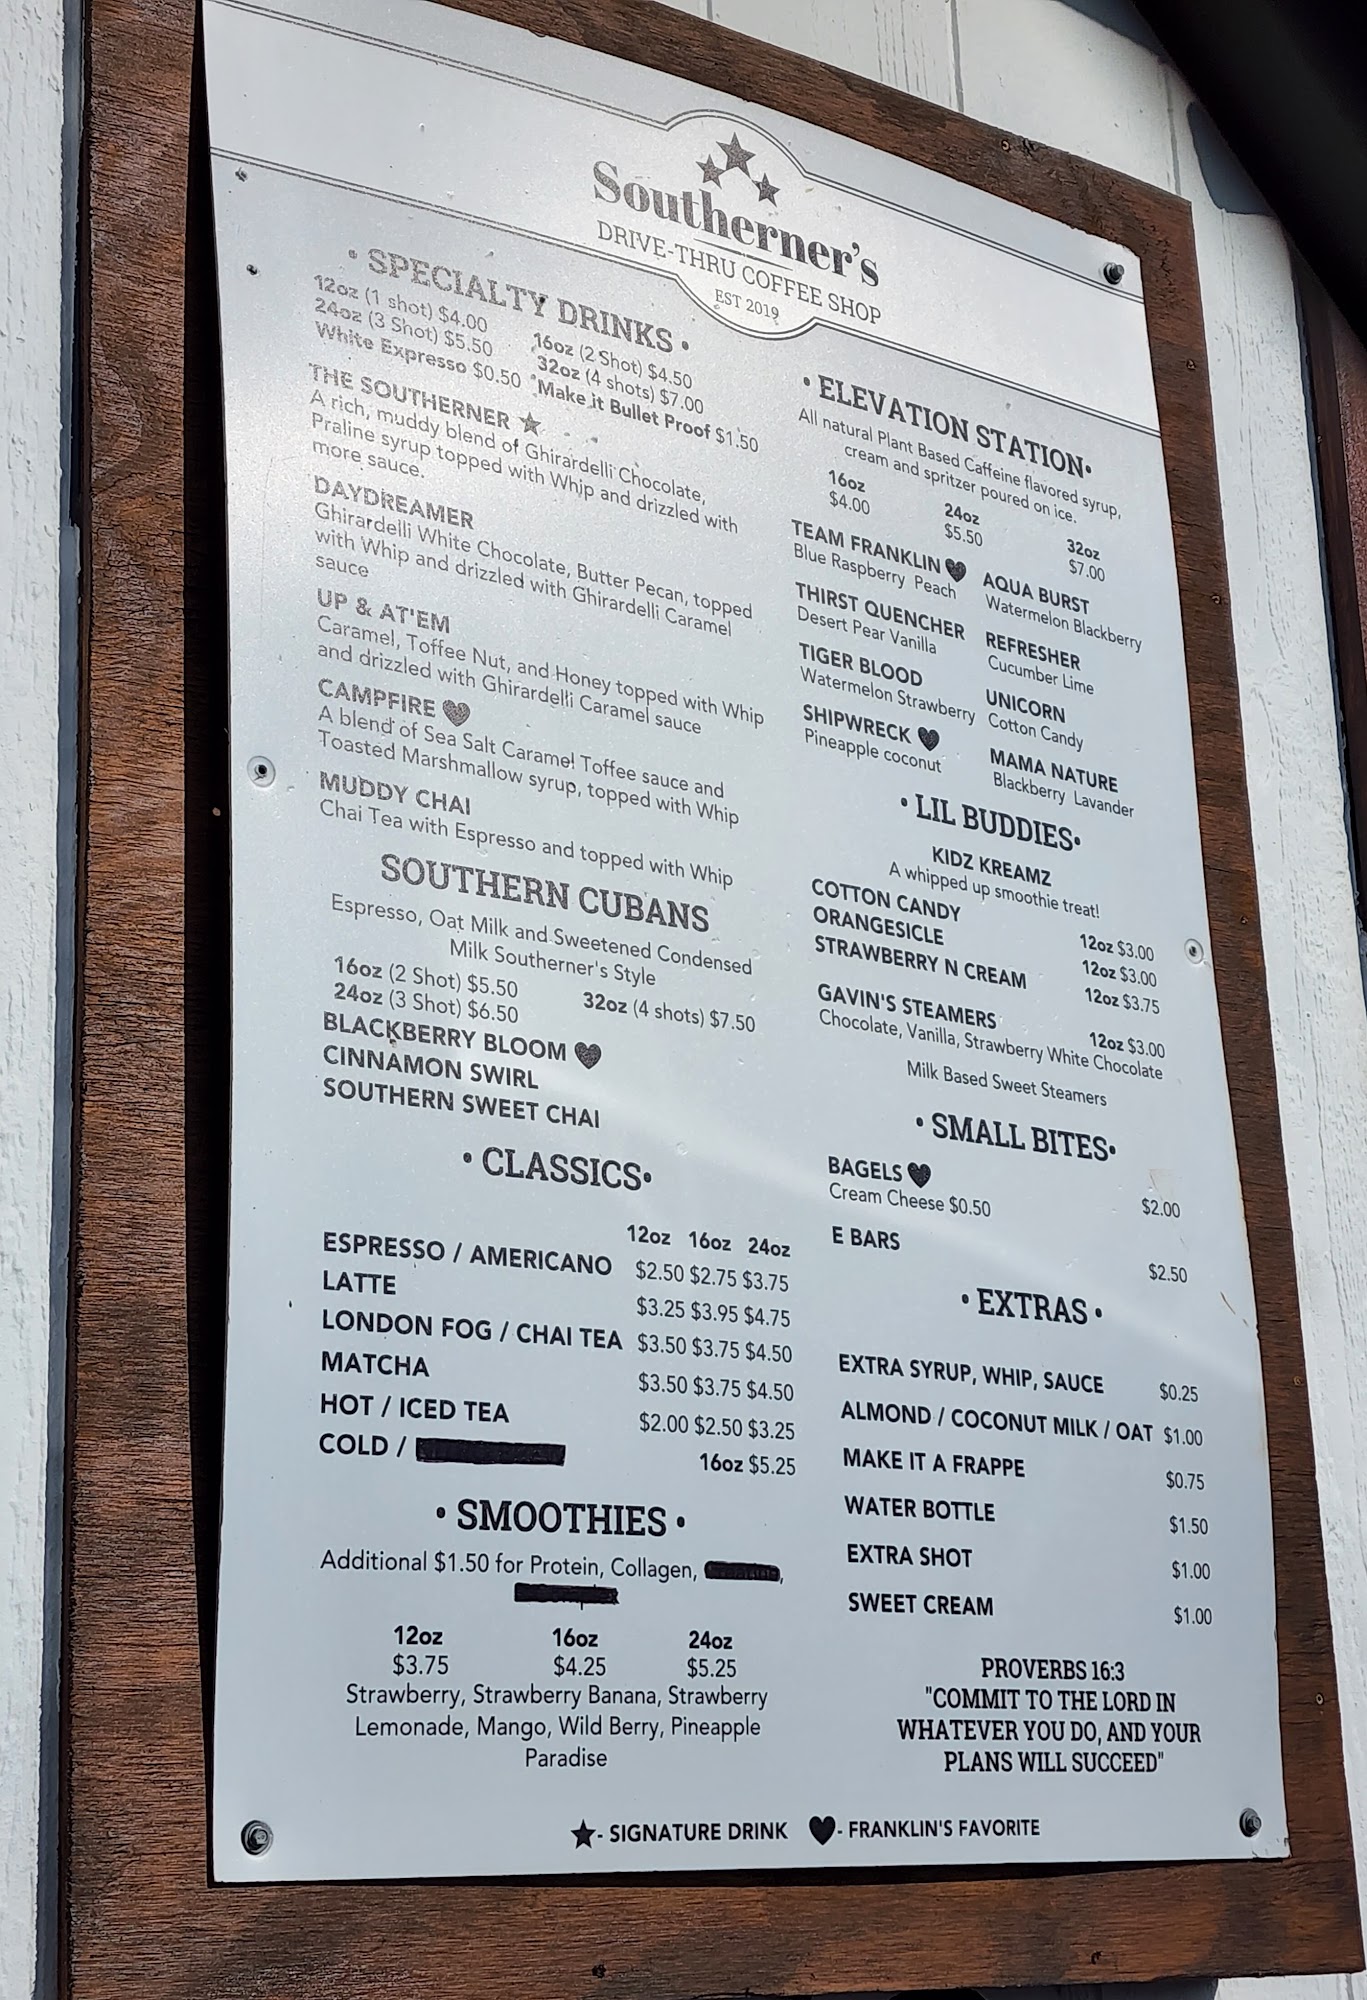 Southerner's
DRIVE-THRU COFFEE SHOP
EST 2019
• SPECIALTY DRINKS •
12oz (1 shot) $4.00 16oz (2 Shot) $4.50
24oz (3 Shot) $5.50 32oz (4 shots) $7.00
White Expresso $0.50 *Make it Bullet Proof $1.50
THE SOUTHERNER ★
A rich, muddy blend of Ghirardelli Chocolate,
Praline syrup topped with Whip and drizzled with
more sauce.
DAYDREAMER
Ghirardelli White Chocolate, Butter Pecan, topped
with Whip and drizzled with Ghirardelli Caramel
sauce
UP & AT'EM
Caramel, Toffee Nut, and Honey topped with Whip
and drizzled with Ghirardelli Caramel sauce
CAMPFIRE ♥
A blend of Sea Salt Caramel Toffee sauce and
Toasted Marshmallow syrup, topped with Whip
MUDDY CHAI
Chai Tea with Espresso and topped with Whip
SOUTHERN CUBANS
Espresso, Oat Milk and Sweetened Condensed
Milk Southerner's Style
16oz (2 Shot) $5.50
24oz (3 Shot) $6.50 32oz (4 shots) $7.50
BLACKBERRY BLOOM ♥
CINNAMON SWIRL
SOUTHERN SWEET CHAI
• CLASSICS•
12oz 16oz 24oz
ESPRESSO / AMERICANO $2.50 $2.75 $3.75
LATTE $3.25 $3.95 $4.75
LONDON FOG / CHAI TEA $3.50 $3.75 $4.50
MATCHA $3.50 $3.75 $4.50
HOT / ICED TEA $2.00 $2.50 $3.25
COLD / 16oz $5.25
• SMOOTHIES •
Additional $1.50 for Protein, Collagen, ,
12oz 16oz 24oz
$3.75 $4.25 $5.25
Strawberry, Strawberry Banana, Strawberry
Lemonade, Mango, Wild Berry, Pineapple
Paradise
• ELEVATION STATION•
All natural Plant Based Caffeine flavored syrup,
cream and spritzer poured on ice.
16oz 24oz 32oz
$4.00 $5.50 $7.00
TEAM FRANKLIN ♥
Blue Raspberry Peach
THIRST QUENCHER
Desert Pear Vanilla
TIGER BLOOD
Watermelon Strawberry
SHIPWRECK ♥
Pineapple coconut
AQUA BURST
Watermelon Blackberry
REFRESHER
Cucumber Lime
UNICORN
Cotton Candy
MAMA NATURE
Blackberry Lavander
• LIL BUDDIES•
KIDZ KREAMZ
A whipped up smoothie treat!
COTTON CANDY 12oz $3.00
ORANGESICLE 12oz $3.00
STRAWBERRY N CREAM 12oz $3.75
GAVIN'S STEAMERS 12oz $3.00
Chocolate, Vanilla, Strawberry White Chocolate
Milk Based Sweet Steamers
• SMALL BITES•
BAGELS ♥ $2.00
Cream Cheese $0.50
E BARS $2.50
• EXTRAS •
EXTRA SYRUP, WHIP, SAUCE $0.25
ALMOND / COCONUT MILK / OAT $1.00
MAKE IT A FRAPPE $0.75
WATER BOTTLE $1.50
EXTRA SHOT $1.00
SWEET CREAM $1.00
PROVERBS 16:3
"COMMIT TO THE LORD IN
WHATEVER YOU DO, AND YOUR
PLANS WILL SUCCEED"
★- SIGNATURE DRINK ♥- FRANKLIN'S FAVORITE